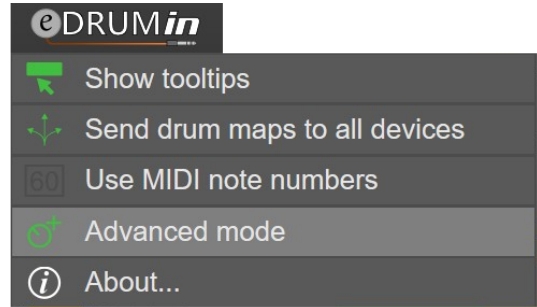 eDRUMin
Show tooltips
Send drum maps to all devices
60 Use MIDI note numbers
Advanced mode
i About...